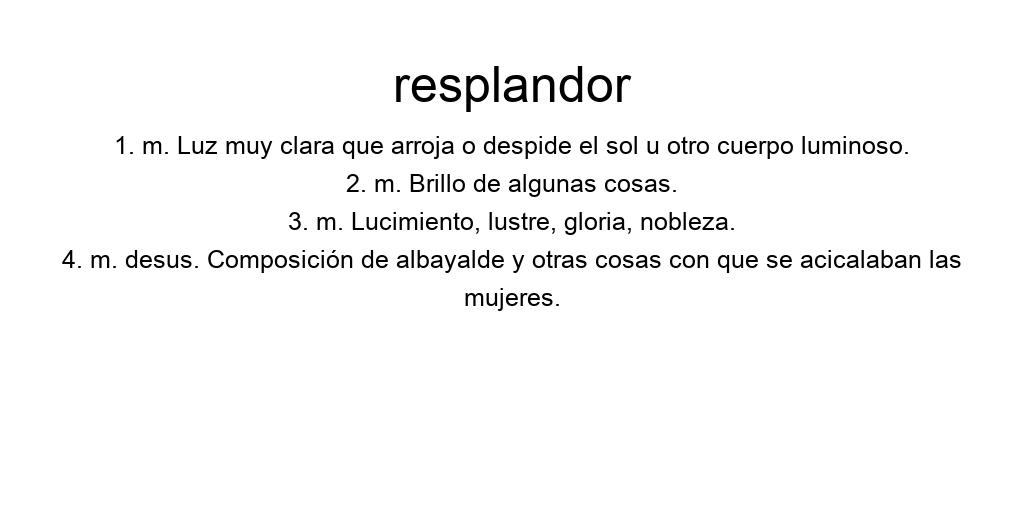 resplandor
1. m. Luz muy clara que arroja o despide el sol u otro cuerpo luminoso.
2. m. Brillo de algunas cosas.
3. m. Lucimiento, lustre, gloria, nobleza.
4. m. desus. Composición de albayalde y otras cosas con que se acicalaban las
mujeres.